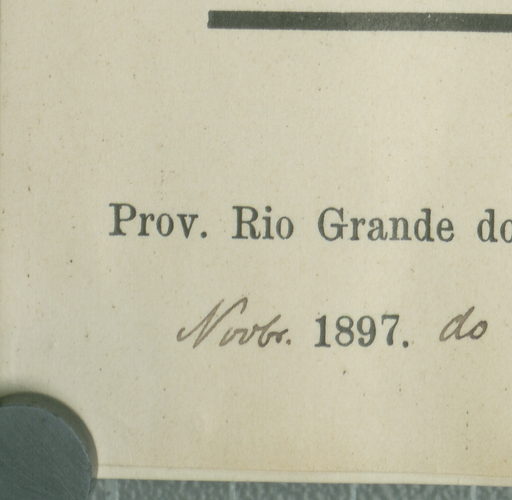 Prov. Rio Grande do
Novbr. 1897. do